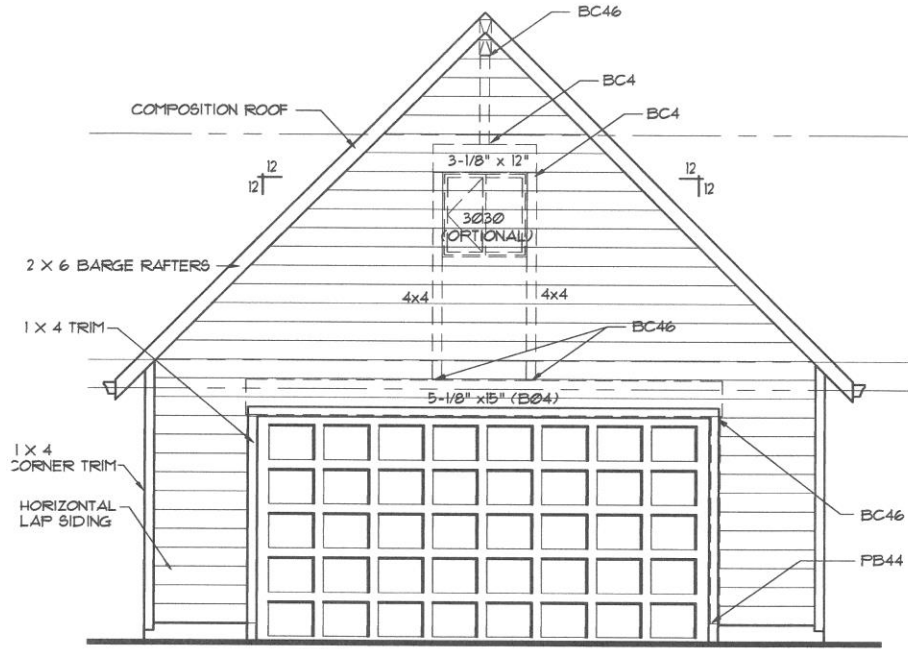 BC46
BC4
COMPOSITION ROOF
BC4
3-1/8" x 12"
12
12
12
12
3030
(OPTIONAL)
2 X 6 BARGE RAFTERS
4x4
4x4
1 X 4 TRIM
BC46
5-1/8" x15" (B04)
1 X 4
CORNER TRIM
HORIZONTAL
LAP SIDING
BC46
PB44